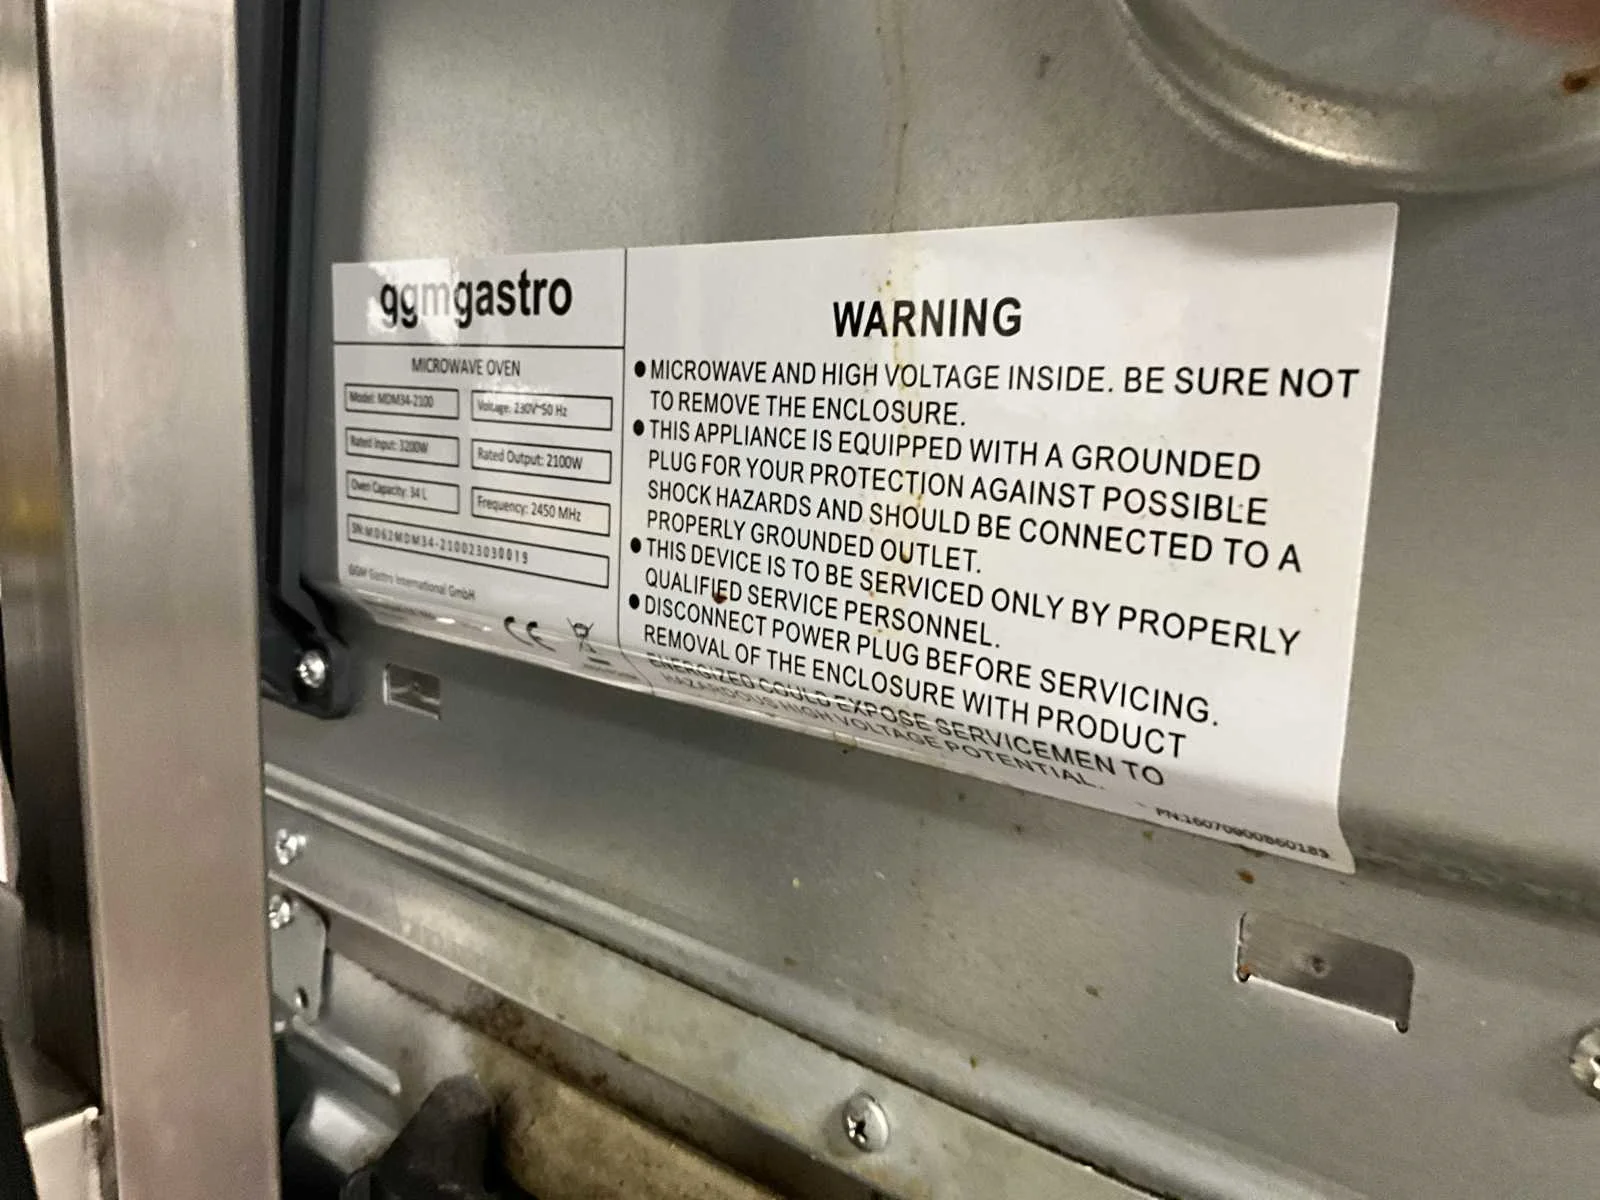 ggmgastro
MICROWAVE OVEN
Model: MDM34-2100
Voltage: 230V~50 Hz
Rated Input: 3200W
Rated Output: 2100W
Oven Capacity: 34 L
Frequency: 2450 MHz
SN:MD62MDM34-210023030019
GGM Gastro International GmbH
CE
WARNING
● MICROWAVE AND HIGH VOLTAGE INSIDE. BE SURE NOT
TO REMOVE THE ENCLOSURE.
● THIS APPLIANCE IS EQUIPPED WITH A GROUNDED
PLUG FOR YOUR PROTECTION AGAINST POSSIBLE
SHOCK HAZARDS AND SHOULD BE CONNECTED TO A
PROPERLY GROUNDED OUTLET.
● THIS DEVICE IS TO BE SERVICED ONLY BY PROPERLY
QUALIFIED SERVICE PERSONNEL.
● DISCONNECT POWER PLUG BEFORE SERVICING.
REMOVAL OF THE ENCLOSURE WITH PRODUCT
ENERGIZED COULD EXPOSE SERVICEMEN TO
HAZARDOUS HIGH VOLTAGE POTENTIAL.